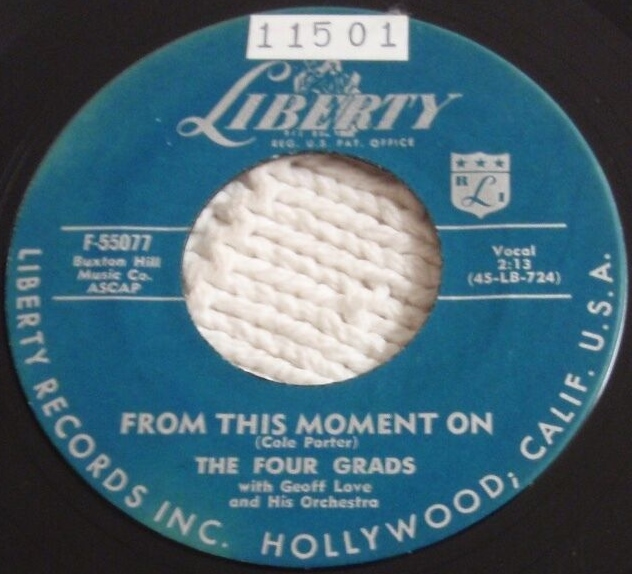 11501
LIBERTY
REG. U.S. PAT. OFFICE
R L I
F-55077
Buxton Hill
Music Co.
ASCAP
Vocal
2:13
(45-LB-724)
FROM THIS MOMENT ON
(Cole Porter)
THE FOUR GRADS
with Geoff Love
and His Orchestra
LIBERTY RECORDS INC. HOLLYWOOD; CALIF. U.S.A.